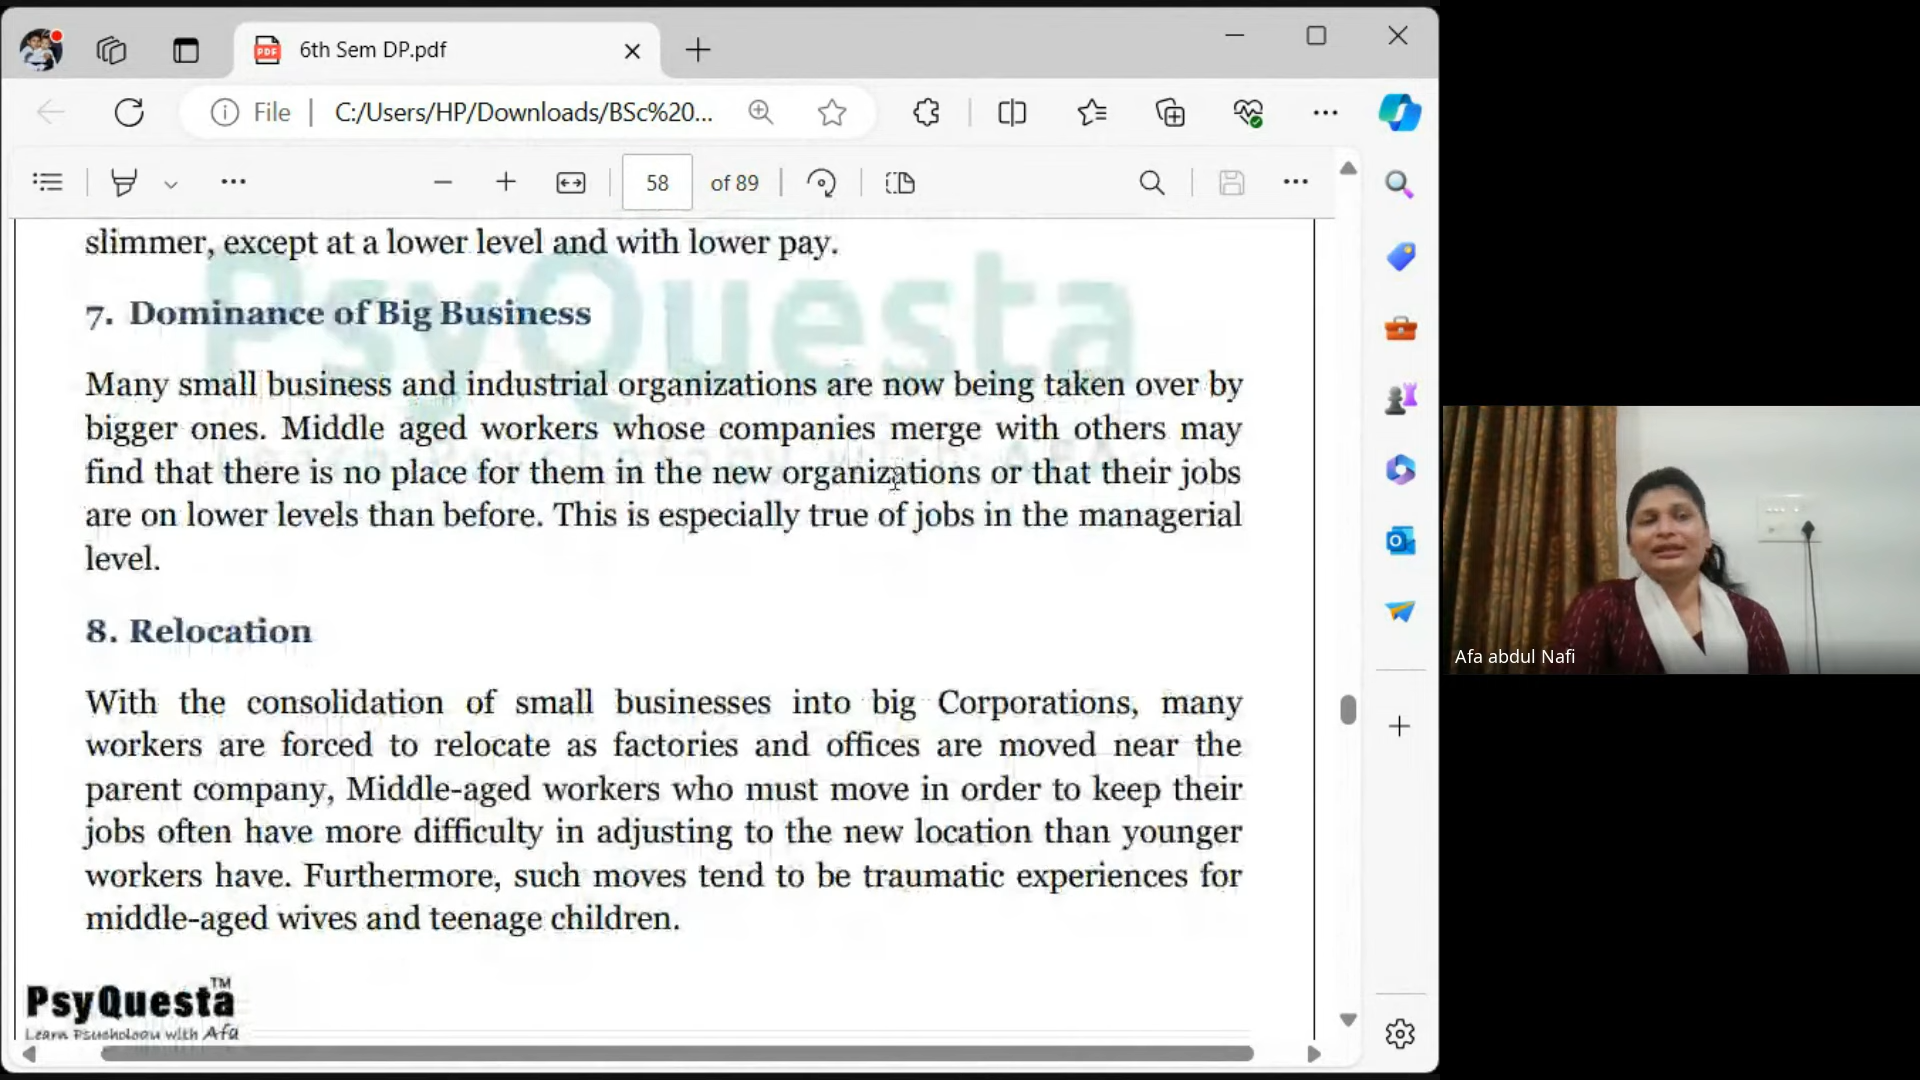 6th Sem DP.pdf
File
C:/Users/HP/Downloads/BSc%20...
58 of 89
slimmer, except at a lower level and with lower pay.
7. Dominance of Big Business
Many small business and industrial organizations are now being taken over by
bigger ones. Middle aged workers whose companies merge with others may
find that there is no place for them in the new organizations or that their jobs
are on lower levels than before. This is especially true of jobs in the managerial
level.
8. Relocation
With the consolidation of small businesses into big Corporations, many
workers are forced to relocate as factories and offices are moved near the
parent company, Middle-aged workers who must move in order to keep their
jobs often have more difficulty in adjusting to the new location than younger
workers have. Furthermore, such moves tend to be traumatic experiences for
middle-aged wives and teenage children.
PsyQuesta
PsyQuesta™
Learn Psychology with Afa
Afa abdul Nafi